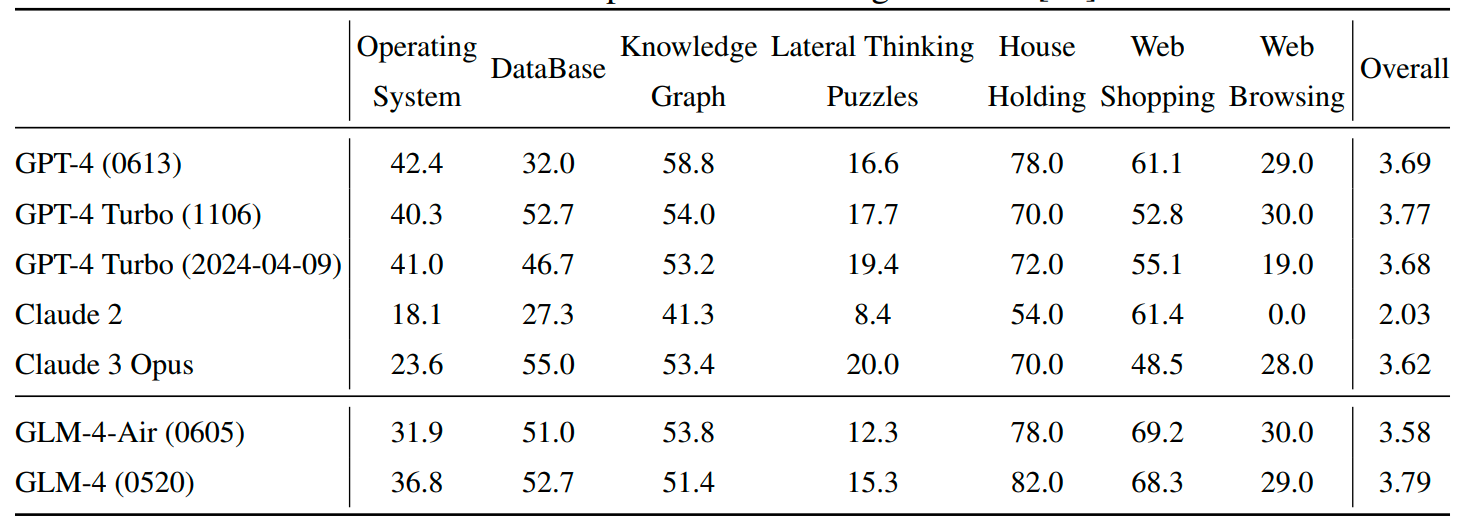 Operating System DataBase Knowledge Graph Lateral Thinking Puzzles House Holding Web Shopping Web Browsing Overall
GPT-4 (0613) 42.4 32.0 58.8 16.6 78.0 61.1 29.0 3.69
GPT-4 Turbo (1106) 40.3 52.7 54.0 17.7 70.0 52.8 30.0 3.77
GPT-4 Turbo (2024-04-09) 41.0 46.7 53.2 19.4 72.0 55.1 19.0 3.68
Claude 2 18.1 27.3 41.3 8.4 54.0 61.4 0.0 2.03
Claude 3 Opus 23.6 55.0 53.4 20.0 70.0 48.5 28.0 3.62
GLM-4-Air (0605) 31.9 51.0 53.8 12.3 78.0 69.2 30.0 3.58
GLM-4 (0520) 36.8 52.7 51.4 15.3 82.0 68.3 29.0 3.79